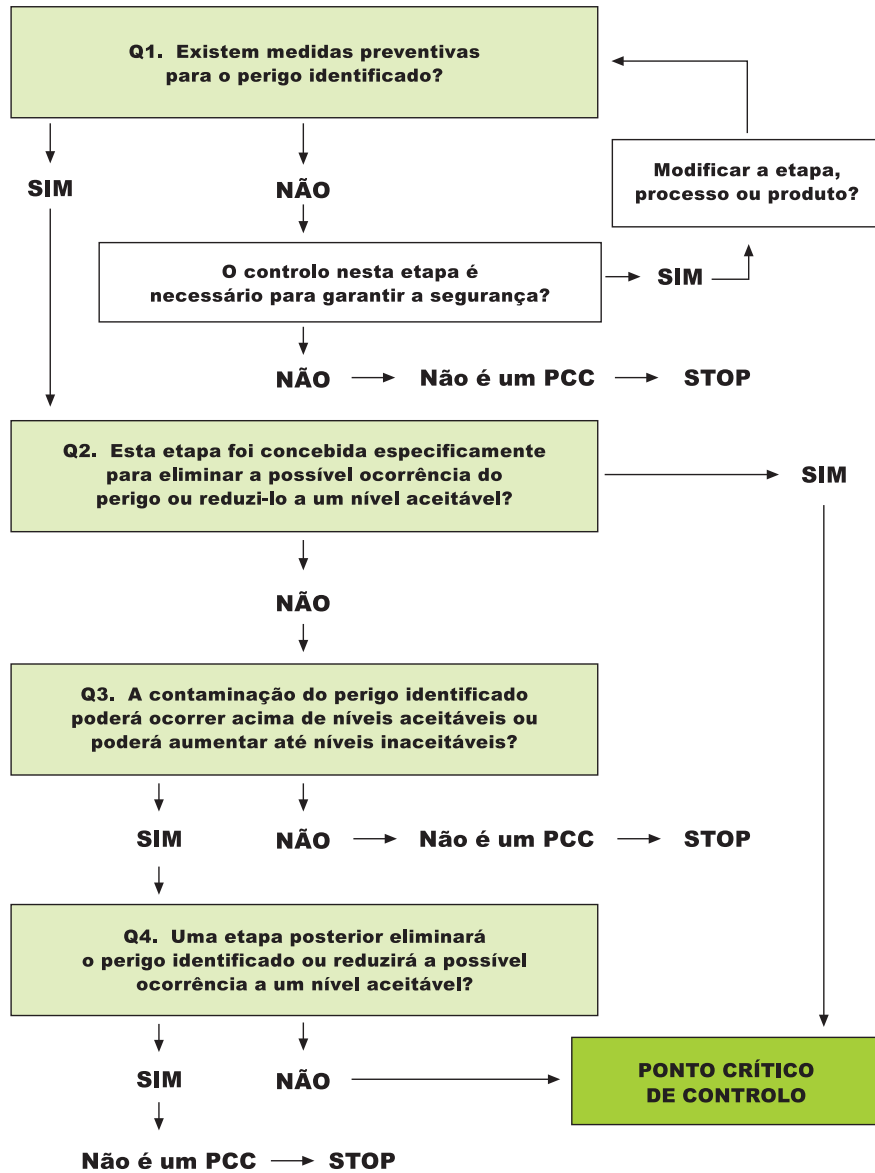 Q1. Existem medidas preventivas
para o perigo identificado?
SIM
NÃO
Modificar a etapa,
processo ou produto?
O controlo nesta etapa é
necessário para garantir a segurança?
SIM
NÃO
Não é um PCC
STOP
Q2. Esta etapa foi concebida especificamente
para eliminar a possível ocorrência do
perigo ou reduzi-lo a um nível aceitável?
SIM
NÃO
Q3. A contaminação do perigo identificado
poderá ocorrer acima de níveis aceitáveis ou
poderá aumentar até níveis inaceitáveis?
SIM
NÃO
Não é um PCC
STOP
Q4. Uma etapa posterior eliminará
o perigo identificado ou reduzirá a possível
ocorrência a um nível aceitável?
SIM
NÃO
PONTO CRÍTICO
DE CONTROLO
Não é um PCC
STOP